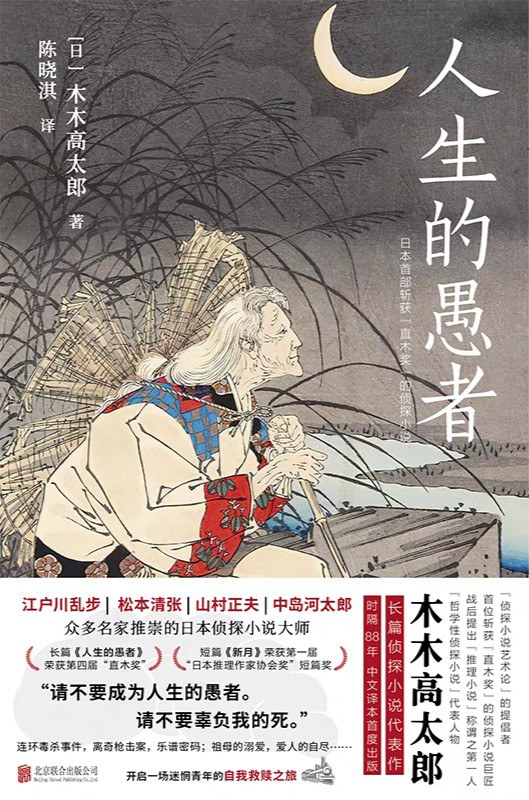 人生的愚者
日本首部斩获“直木奖”的侦探小说
［日］木木高太郎 著
陈晓淇 译
江户川乱步 | 松本清张 | 山村正夫 | 中岛河太郎
众多名家推崇的日本侦探小说大师
长篇《人生的愚者》
荣获第四届“直木奖”
短篇《新月》荣获第一届
“日本推理作家协会奖”短篇奖
“请不要成为人生的愚者。
请不要辜负我的死。”
连环毒杀事件，离奇枪击案，乐谱密码；祖母的溺爱，爱人的自尽……
北京联合出版公司
开启一场迷惘青年的自我救赎之旅
“侦探小说艺术论”的提倡者
首位斩获“直木奖”的侦探小说巨匠
战后提出“推理小说”称谓之第一人
“哲学性侦探小说”代表人物
木木高太郎
长篇侦探小说代表作
时隔88年 中文译本首度出版